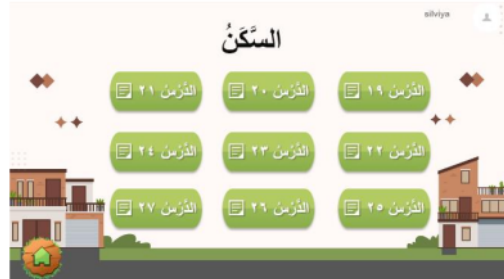 silviya
السَّكَنُ
الدَّرْسُ ١٩
الدَّرْسُ ٢٠
الدَّرْسُ ٢١
الدَّرْسُ ٢٢
الدَّرْسُ ٢٣
الدَّرْسُ ٢٤
الدَّرْسُ ٢٥
الدَّرْسُ ٢٦
الدَّرْسُ ٢٧